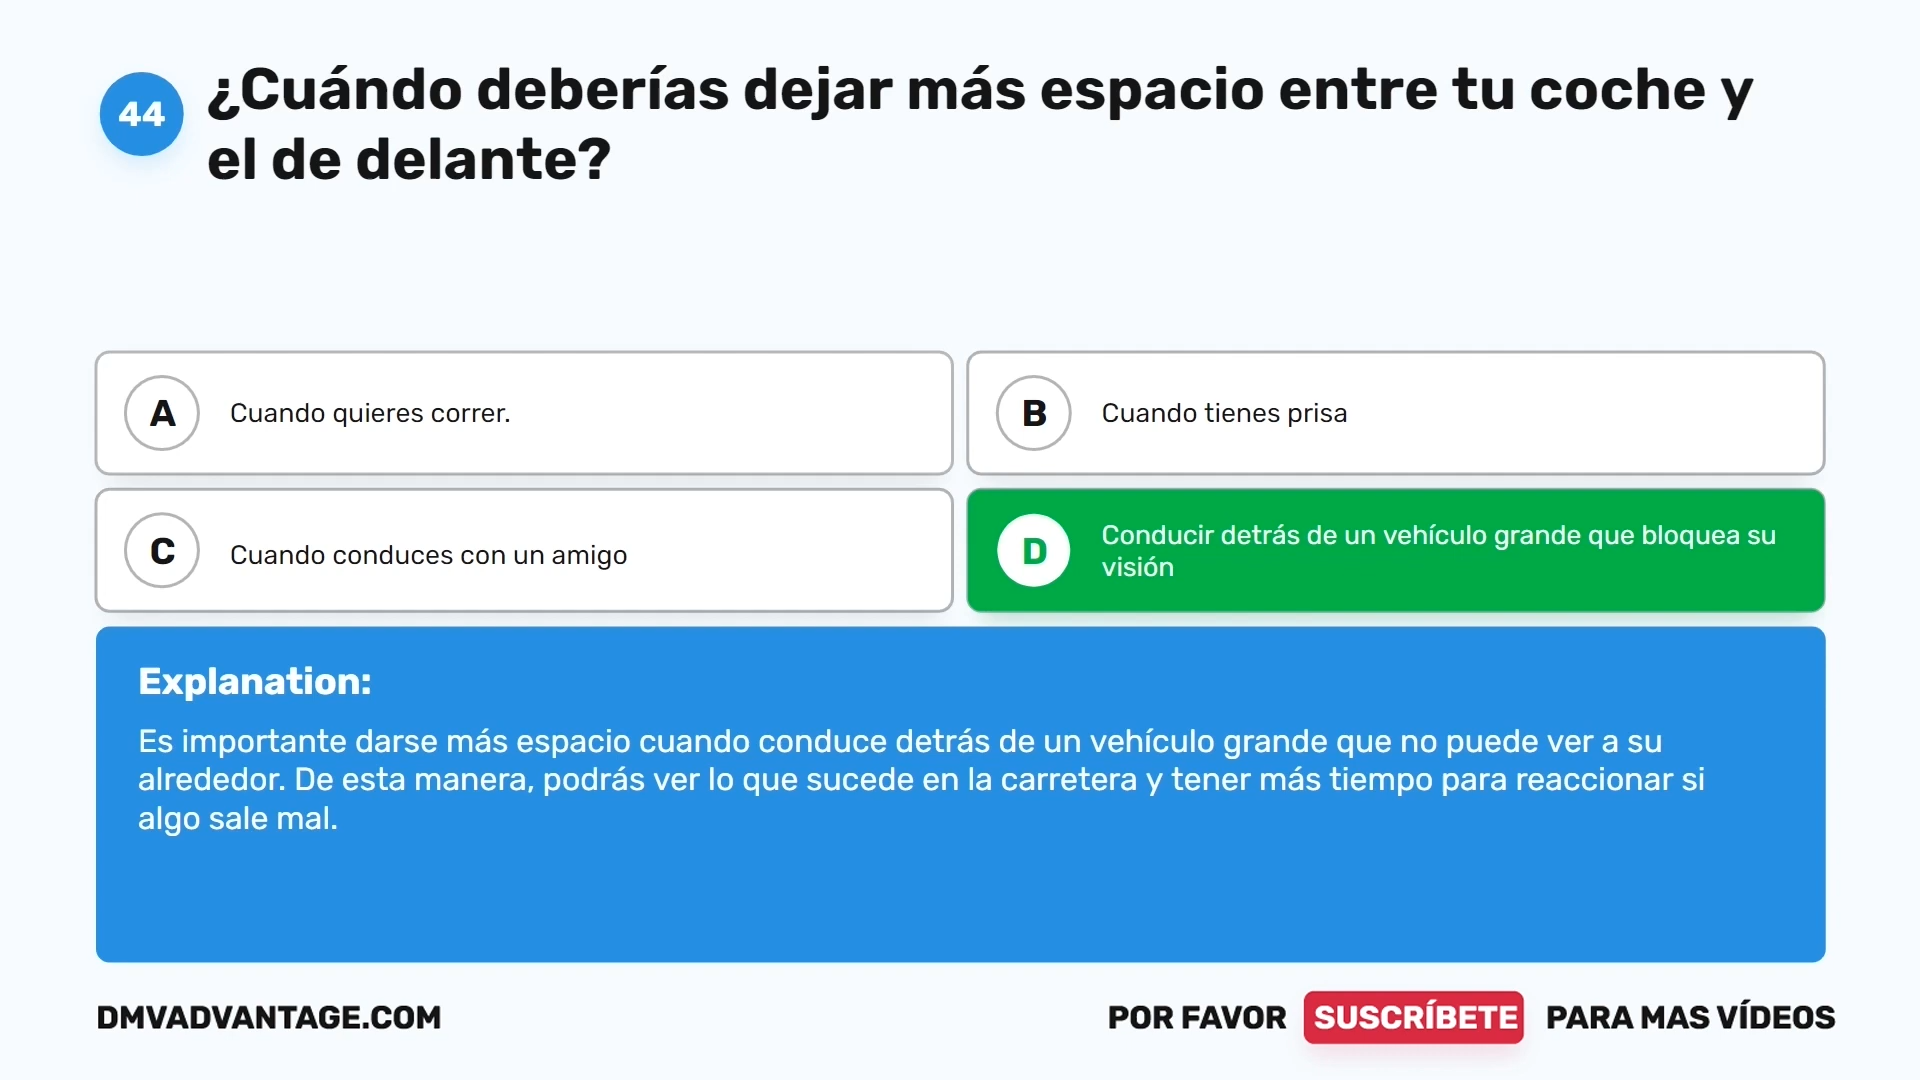 44
¿Cuándo deberías dejar más espacio entre tu coche y
el de delante?
A
Cuando quieres correr.
B
Cuando tienes prisa
C
Cuando conduces con un amigo
D
Conducir detrás de un vehículo grande que bloquea su
visión
Explanation:
Es importante darse más espacio cuando conduce detrás de un vehículo grande que no puede ver a su
alrededor. De esta manera, podrás ver lo que sucede en la carretera y tener más tiempo para reaccionar si
algo sale mal.
DMVADVANTAGE.COM
POR FAVOR SUSCRÍBETE PARA MAS VÍDEOS